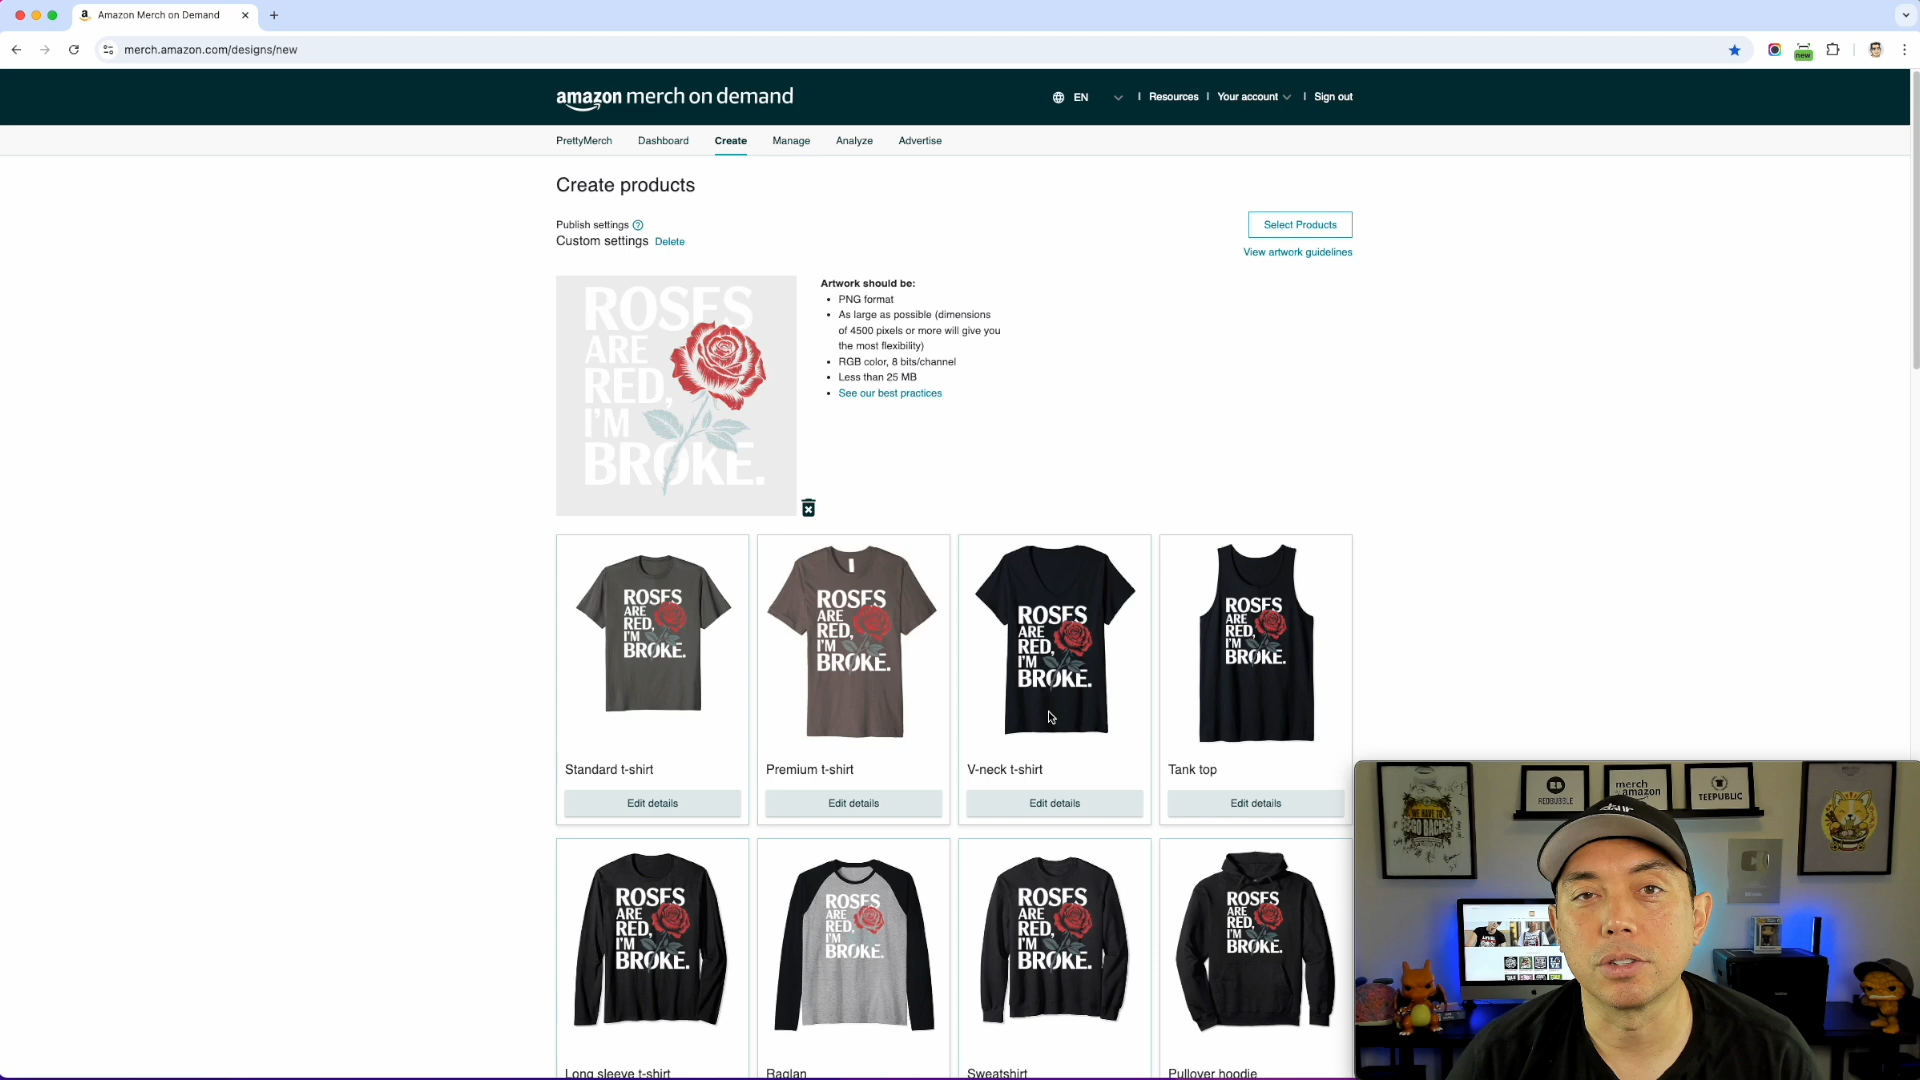 Amazon Merch on Demand
merch.amazon.com/designs/new
new
amazon merch on demand
EN
Resources
Your account
Sign out
PrettyMerch
Dashboard
Create
Manage
Analyze
Advertise
Create products
Publish settings
Custom settings Delete
Select Products
View artwork guidelines
ROSES
ARE
RED,
I'M
BROKE.
Artwork should be:
• PNG format
• As large as possible (dimensions
of 4500 pixels or more will give you
the most flexibility)
• RGB color, 8 bits/channel
• Less than 25 MB
• See our best practices
ROSES
ARE
RED,
I'M
BROKE.
ROSES
ARE
RED,
I'M
BROKE.
ROSES
ARE
RED,
I'M
BROKE.
ROSES
ARE
RED,
I'M
BROKE.
Standard t-shirt
Premium t-shirt
V-neck t-shirt
Tank top
Edit details
Edit details
Edit details
Edit details
ROSES
ARE
RED,
I'M
BROKE.
ROSES
ARE
RED,
I'M
BROKE.
ROSES
ARE
RED,
I'M
BROKE.
ROSES
ARE
RED,
I'M
BROKE.
Long sleeve t-shirt
Raglan
Sweatshirt
Pullover hoodie
REDBUBBLE
merch
amazon
TEEPUBLIC